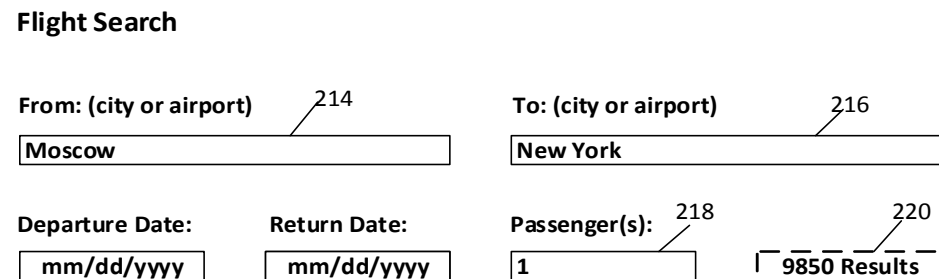 Flight Search
From: (city or airport) 214 To: (city or airport) 216
Moscow New York
Departure Date: Return Date: Passenger(s): 218 220
mm/dd/yyyy mm/dd/yyyy 1 9850 Results